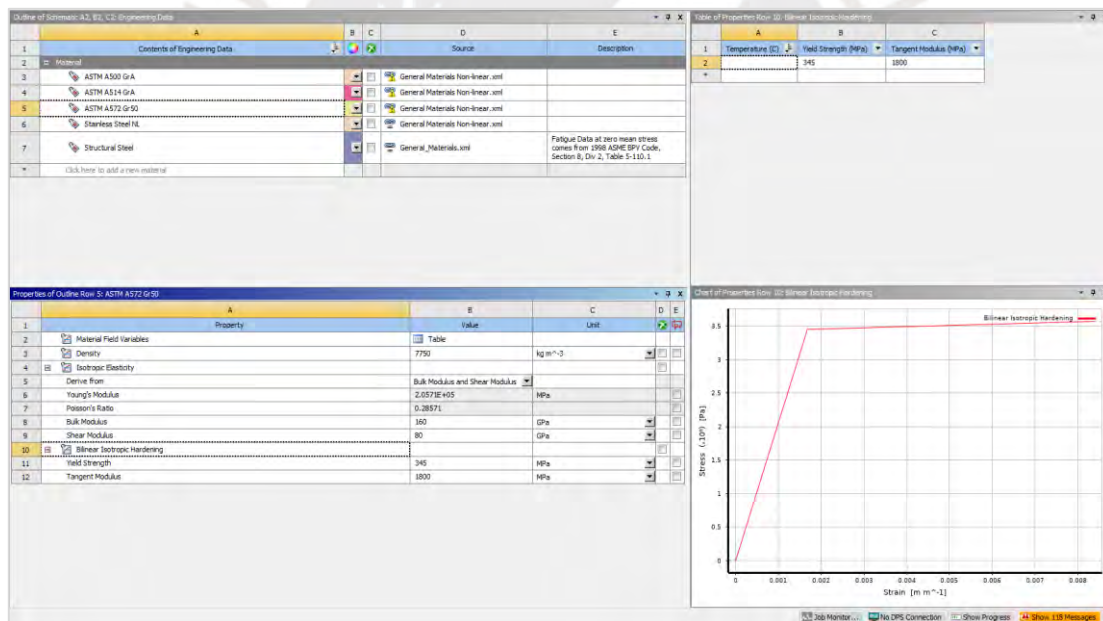 Outline of Schematic A2, B2, C2: Engineering Data
A B C D E
1 Contents of Engineering Data Source Description
2 Material
3 ASTM A500 GrA General Materials Non-linear.xml
4 ASTM A514 GrA General Materials Non-linear.xml
5 ASTM A572 Gr50 General Materials Non-linear.xml
6 Stainless Steel NL General Materials Non-linear.xml
7 Structural Steel General_Materials.xml Fatigue Data at zero mean stress
comes from 1998 ASME BPV Code,
Section 8, Div 2, Table 5-110.1
* Click here to add a new material
Table of Properties Row 10: Bilinear Isotropic Hardening
A B C
1 Temperature (C) Yield Strength (MPa) Tangent Modulus (MPa)
2 345 1800
*
Properties of Outline Row 5: ASTM A572 Gr50
A B C D E
1 Property Value Unit
2 Material Field Variables Table
3 Density 7750 kg m^-3
4 Isotropic Elasticity
5 Derive from Bulk Modulus and Shear Modulus
6 Young's Modulus 2.0571E+05 MPa
7 Poisson's Ratio 0.28571
8 Bulk Modulus 160 GPa
9 Shear Modulus 80 GPa
10 Bilinear Isotropic Hardening
11 Yield Strength 345 MPa
12 Tangent Modulus 1800 MPa
Chart of Properties Row 10: Bilinear Isotropic Hardening
Bilinear Isotropic Hardening
3.5
3
2.5
2
1.5
1
0.5
0
Stress (.10⁸) [Pa]
0 0.001 0.002 0.003 0.004 0.005 0.006 0.007 0.008
Strain [m m^-1]
Job Monitor... No DPS Connection Show Progress Show 118 Messages